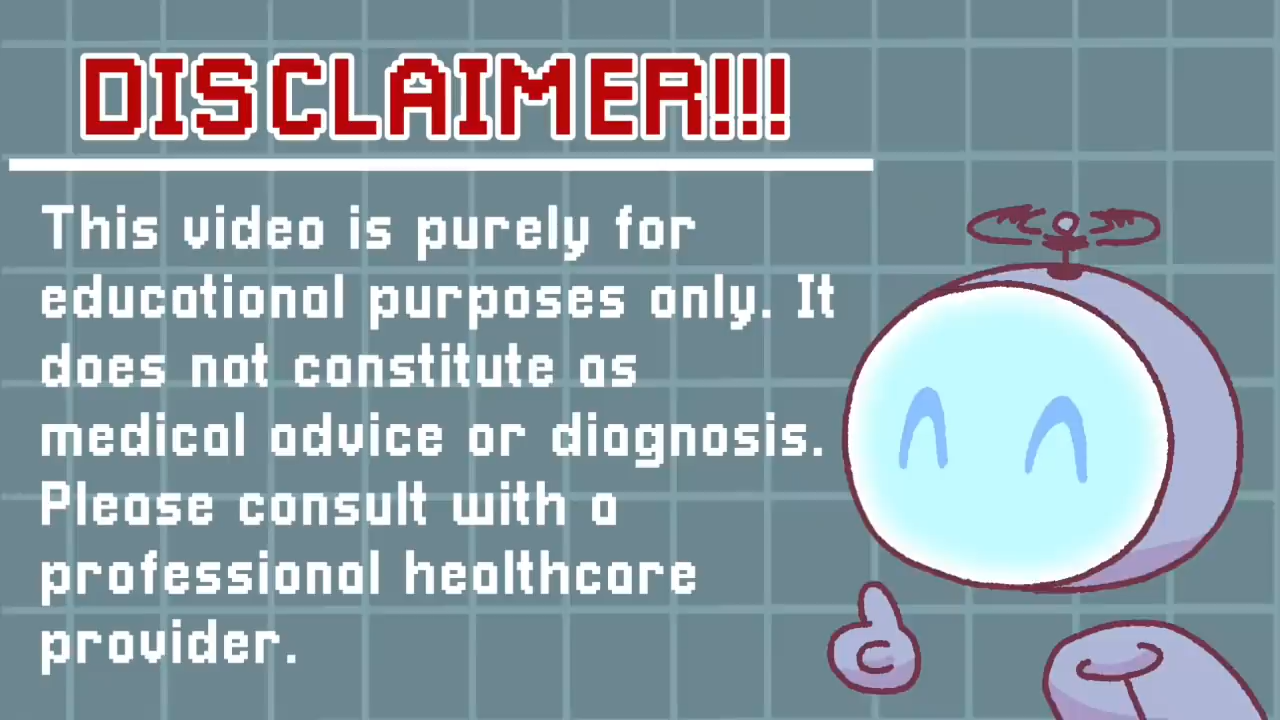 DISCLAIMER!!!
This video is purely for
educational purposes only. It
does not constitute as
medical advice or diagnosis.
Please consult with a
professional healthcare
provider.